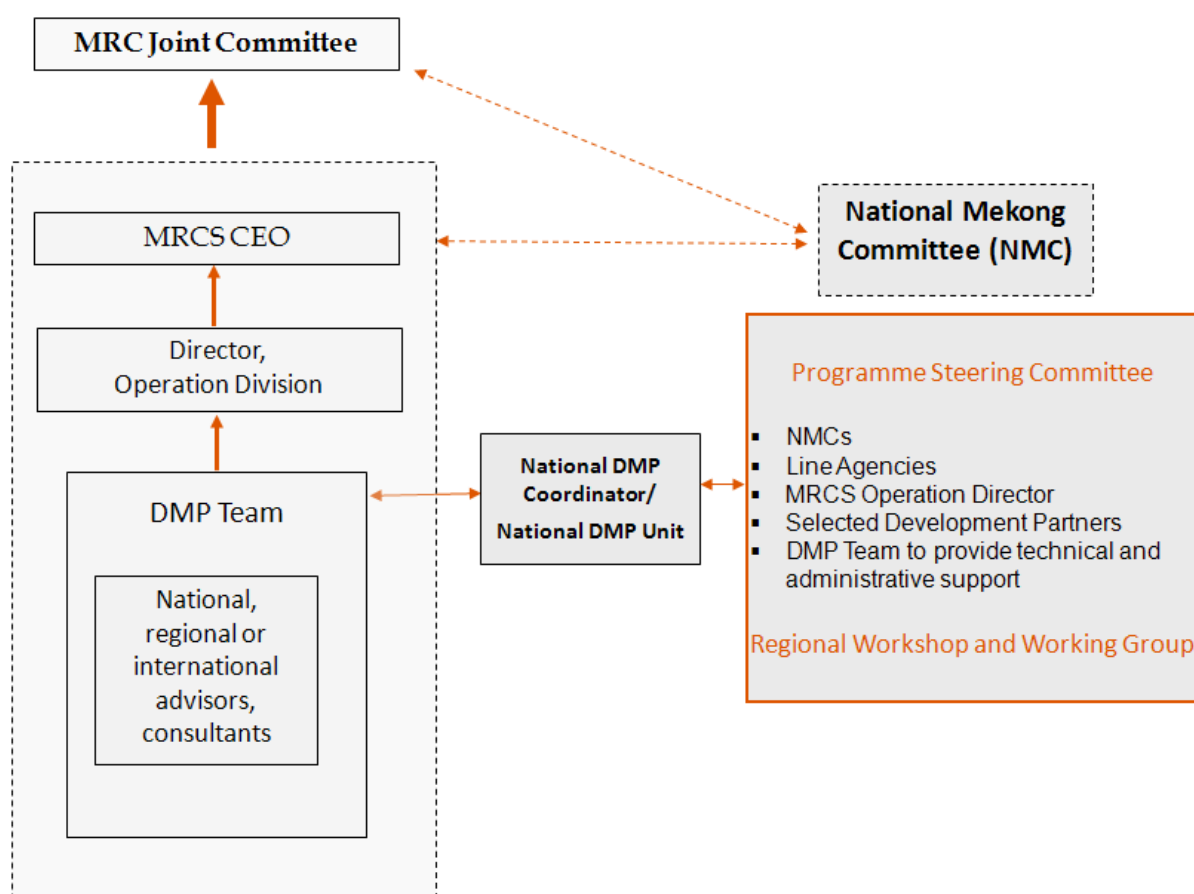 MRC Joint Committee
MRCS CEO
Director,
Operation Division
DMP Team
National,
regional or
international
advisors,
consultants
National DMP
Coordinator/
National DMP Unit
National Mekong
Committee (NMC)
Programme Steering Committee
▪ NMCs
▪ Line Agencies
▪ MRCS Operation Director
▪ Selected Development Partners
▪ DMP Team to provide technical and
administrative support
Regional Workshop and Working Group